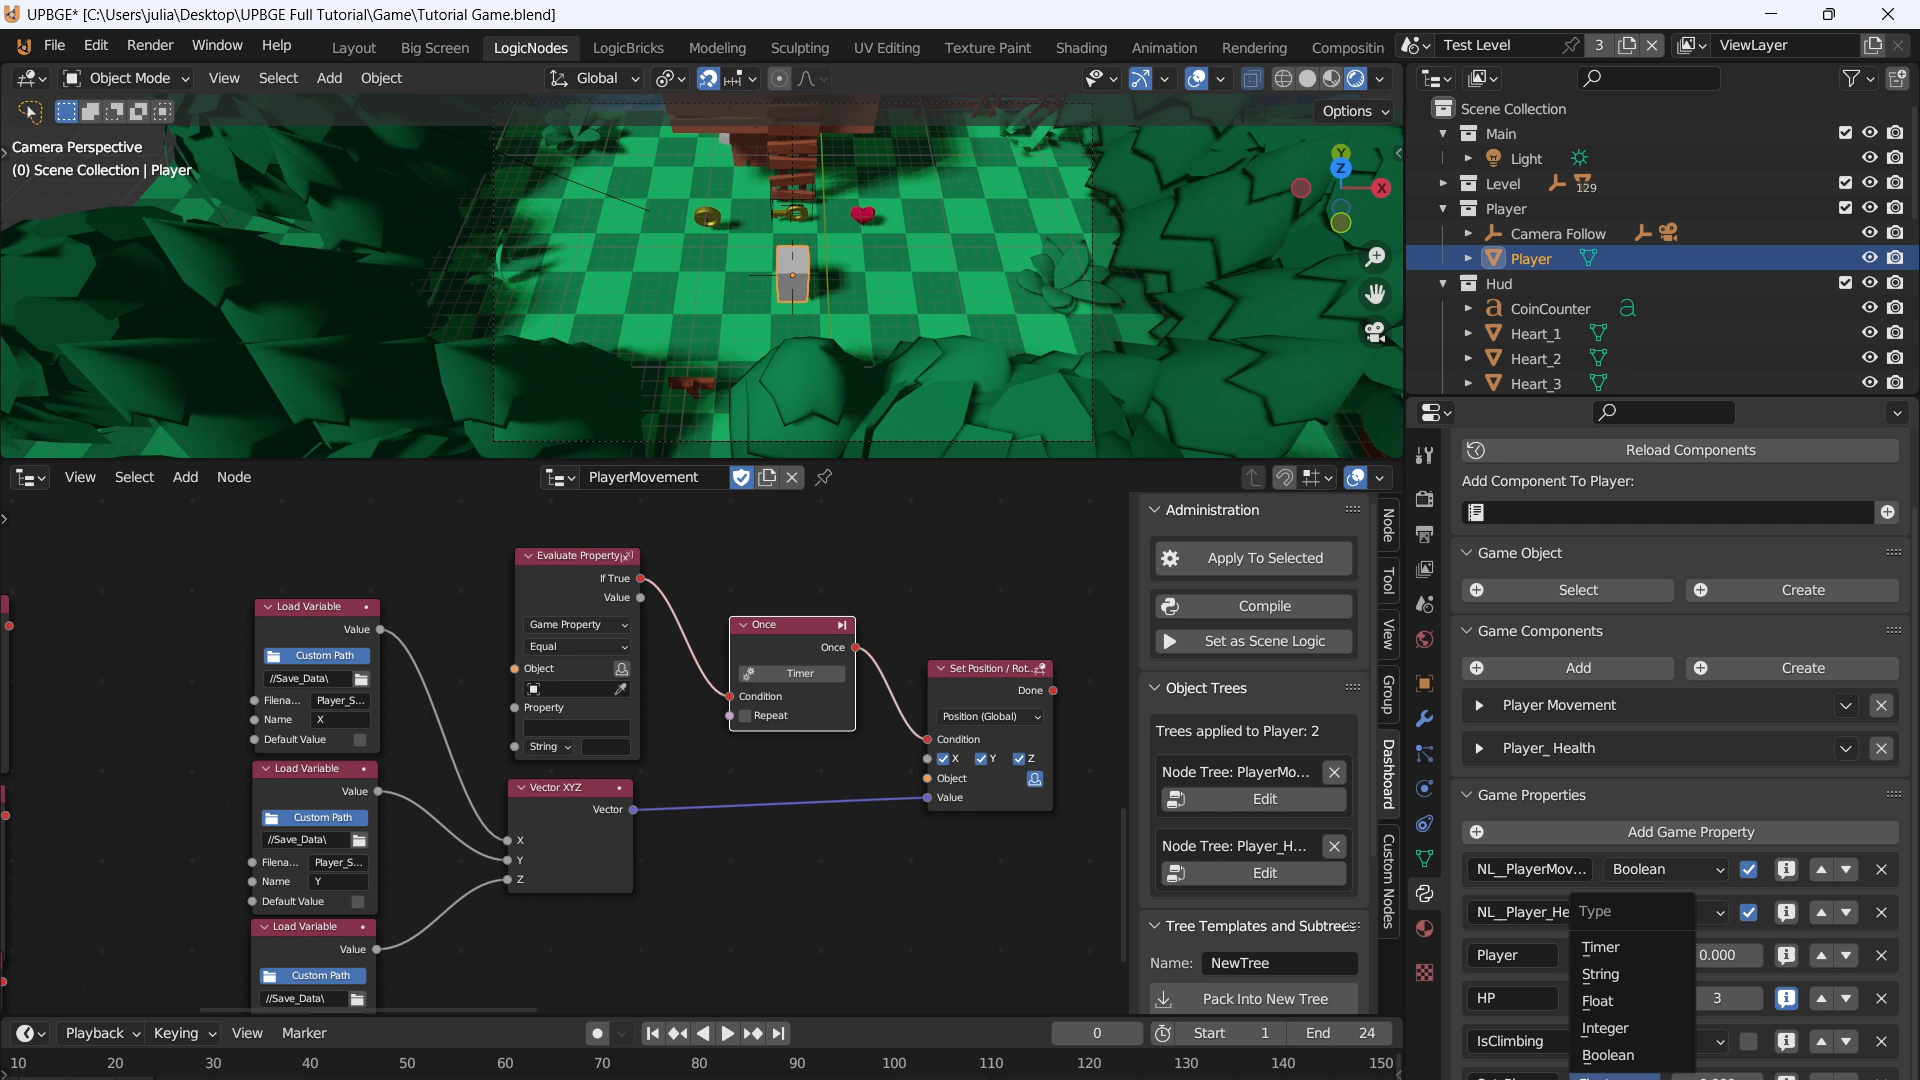 UPBGE* [C:\Users\julia\Desktop\UPBGE Full Tutorial\Game\Tutorial Game.blend]
File Edit Render Window Help Layout Big Screen LogicNodes LogicBricks Modeling Sculpting UV Editing Texture Paint Shading Animation Rendering Compositin Test Level 3 ViewLayer
Object Mode View Select Add Object Global
Options
Camera Perspective
(0) Scene Collection | Player
Y
Z
X
Scene Collection
Main
Light
Level 129
Player
Camera Follow
Player
Hud
CoinCounter
Heart_1
Heart_2
Heart_3
View Select Add Node PlayerMovement
Load Variable
Value
Custom Path
//Save_Data\
Filena... Player_S...
Name X
Default Value
Load Variable
Value
Custom Path
//Save_Data\
Filena... Player_S...
Name Y
Default Value
Load Variable
Value
Custom Path
//Save_Data\
Evaluate Property
If True
Value
Game Property
Equal
Object
Property
String
Vector XYZ
Vector
X
Y
Z
Once
Once
Timer
Condition
Repeat
Set Position / Rot...
Done
Position (Global)
Condition
X Y Z
Object
Value
Administration
Apply To Selected
Compile
Set as Scene Logic
Object Trees
Trees applied to Player: 2
Node Tree: PlayerMo...
Edit
Node Tree: Player_H...
Edit
Tree Templates and Subtrees
Name: NewTree
Pack Into New Tree
Node
Tool
View
Group
Dashboard
Custom Nodes
Reload Components
Add Component To Player:
Game Object
Select Create
Game Components
Add Create
Player Movement
Player_ Health
Game Properties
Add Game Property
NL__PlayerMov... Boolean
NL__Player_He
Player 0.000
HP 3
IsClimbing
Type
Timer
String
Float
Integer
Boolean
Playback Keying View Marker 0 Start 1 End 24
10 20 30 40 50 60 70 80 90 100 110 120 130 140 150